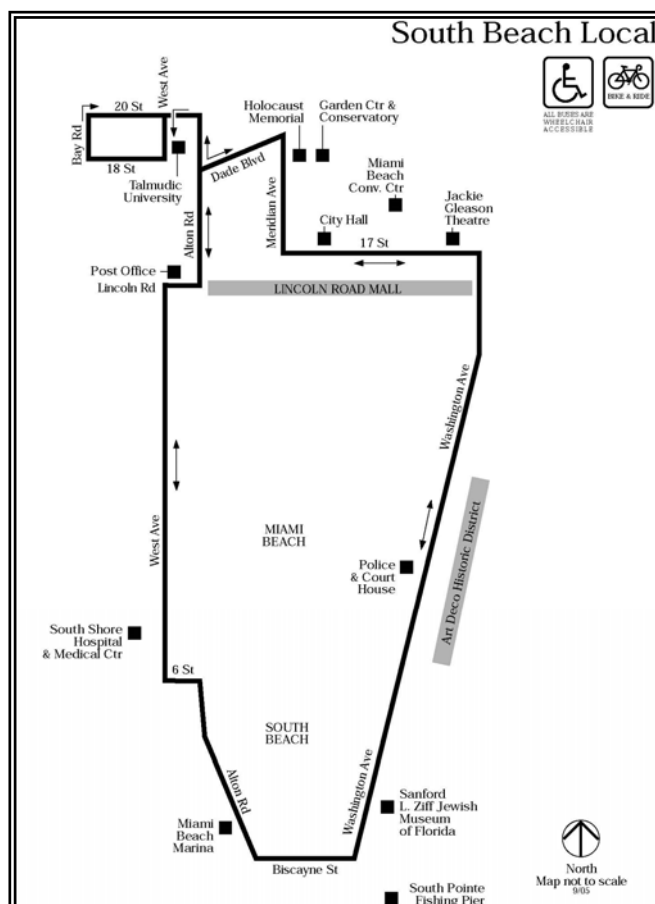 South Beach Local
ALL BUSES ARE
WHEELCHAIR
ACCESSIBLE
BIKE & RIDE
West Ave
20 St
Bay Rd
18 St
Talmudic
University
Dade Blvd
Holocaust
Memorial
Garden Ctr &
Conservatory
Miami
Beach
Conv. Ctr
Jackie
Gleason
Theatre
Meridian Ave
City Hall
17 St
Alton Rd
Post Office
Lincoln Rd
LINCOLN ROAD MALL
Washington Ave
West Ave
MIAMI
BEACH
Police
& Court
House
Art Deco Historic District
South Shore
Hospital
& Medical Ctr
6 St
SOUTH
BEACH
Alton Rd
Washington Ave
Miami
Beach
Marina
Sanford
L. Ziff Jewish
Museum
of Florida
Biscayne St
North
Map not to scale
9/05
South Pointe
Fishing Pier